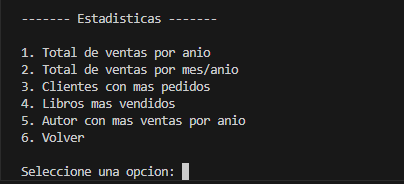 ------- Estadisticas -------
1. Total de ventas por anio
2. Total de ventas por mes/anio
3. Clientes con mas pedidos
4. Libros mas vendidos
5. Autor con mas ventas por anio
6. Volver
Seleccione una opcion: